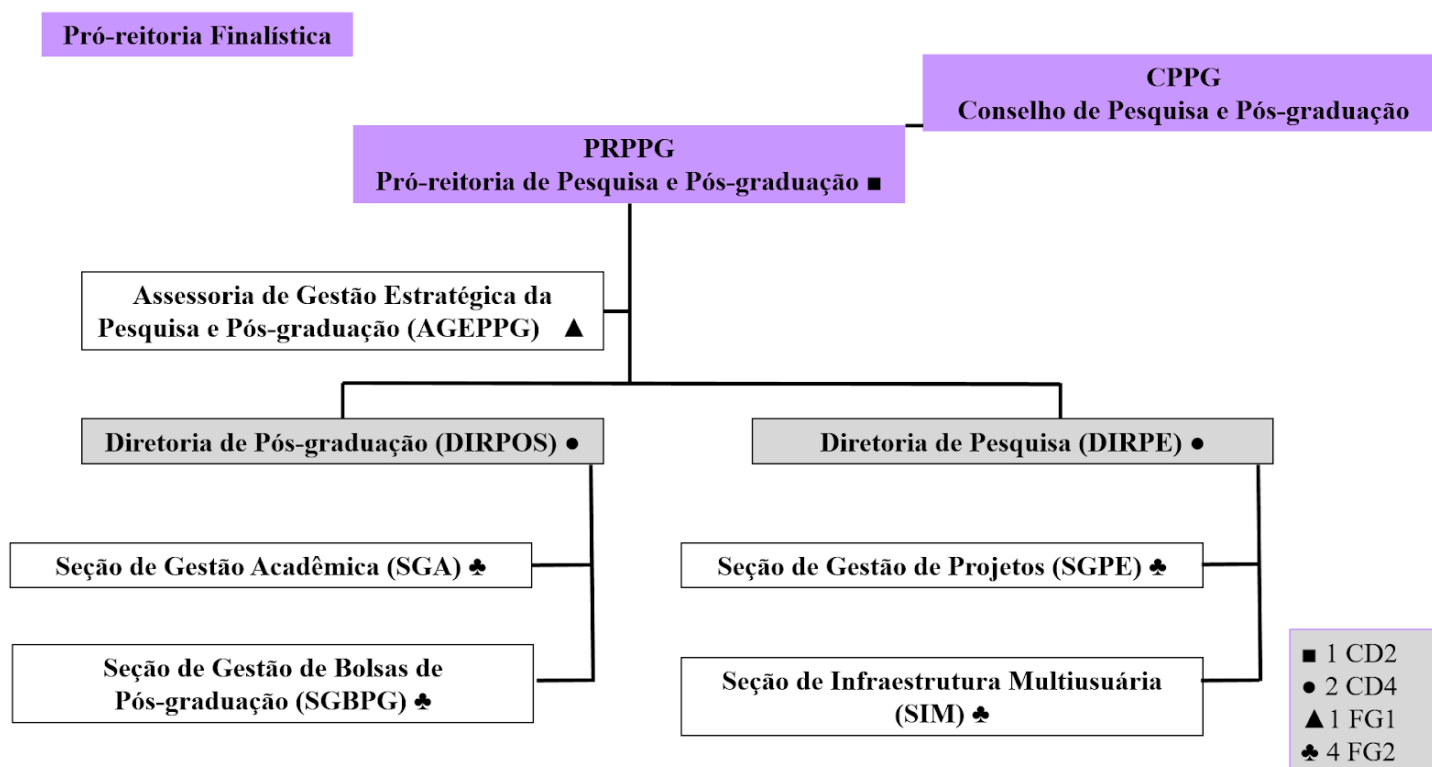 Pró-reitoria Finalística
CPPG
Conselho de Pesquisa e Pós-graduação
PRPPG
Pró-reitoria de Pesquisa e Pós-graduação ■
Assessoria de Gestão Estratégica da
Pesquisa e Pós-graduação (AGEPPG) ▲
Diretoria de Pós-graduação (DIRPOS) ●
Diretoria de Pesquisa (DIRPE) ●
Seção de Gestão Acadêmica (SGA) ♣
Seção de Gestão de Projetos (SGPE) ♣
Seção de Gestão de Bolsas de
Pós-graduação (SGBPG) ♣
Seção de Infraestrutura Multiusuária
(SIM) ♣
■ 1 CD2
● 2 CD4
▲ 1 FG1
♣ 4 FG2